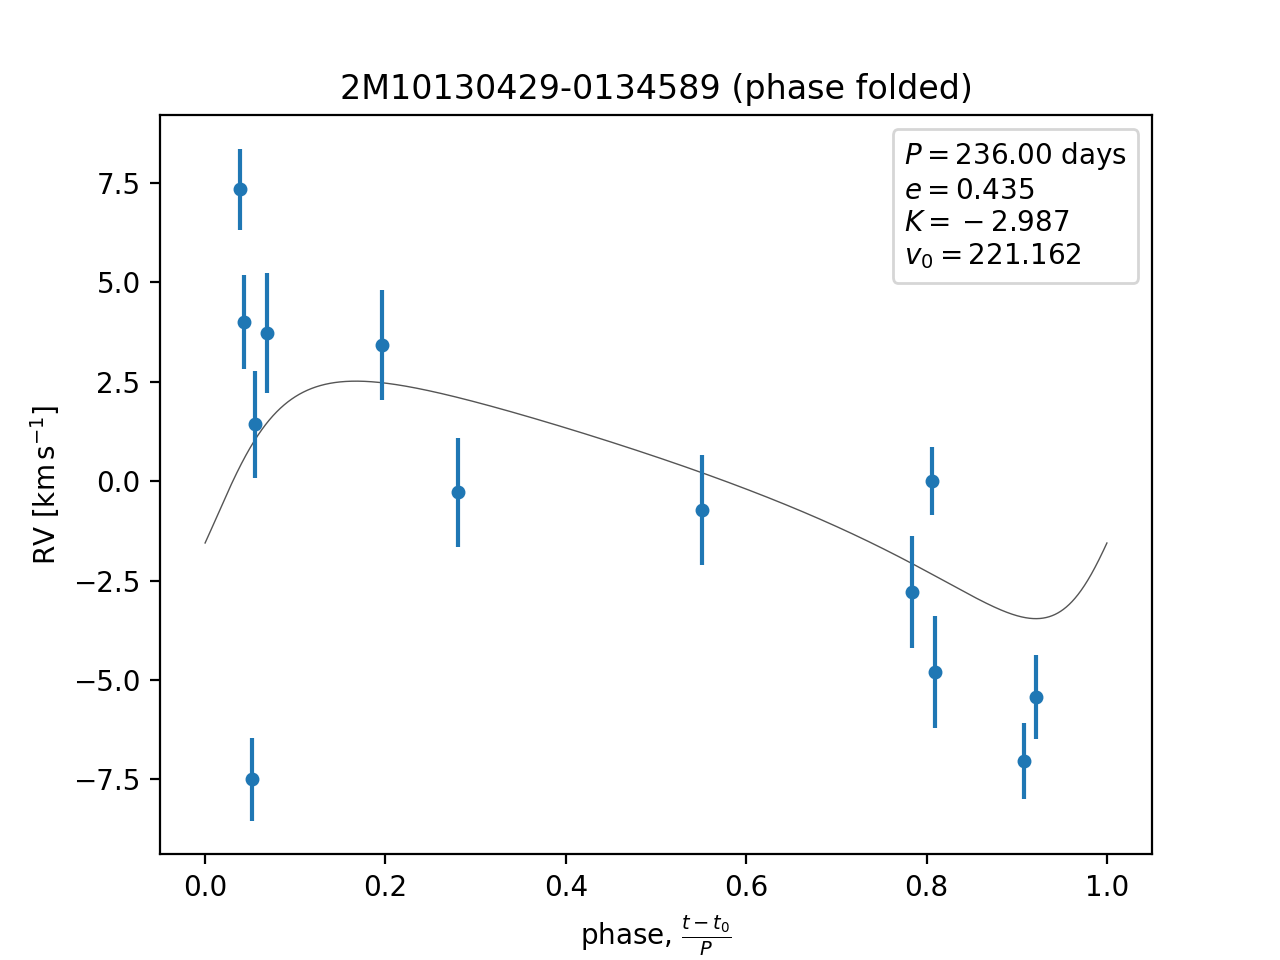 2M10130429-0134589 (phase folded)
P = 236.00 days
e = 0.435
K = −2.987
v₀ = 221.162
7.5
5.0
2.5
0.0
−2.5
−5.0
−7.5
RV [km s⁻¹]
0.0 0.2 0.4 0.6 0.8 1.0
phase, (t − t₀)/P